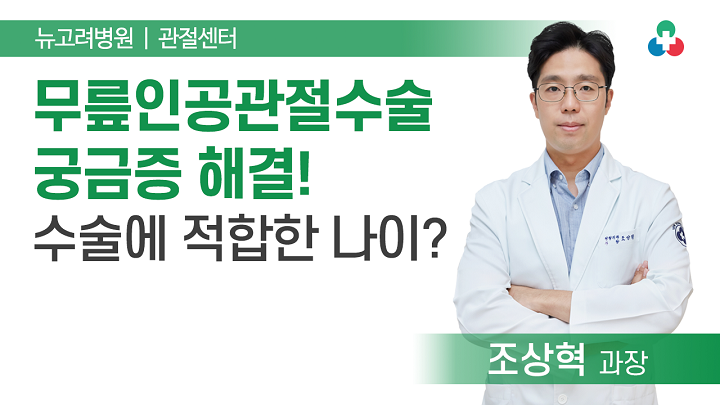 뉴고려병원 | 관절센터
무릎인공관절수술
궁금증 해결!
수술에 적합한 나이?
조상혁 과장